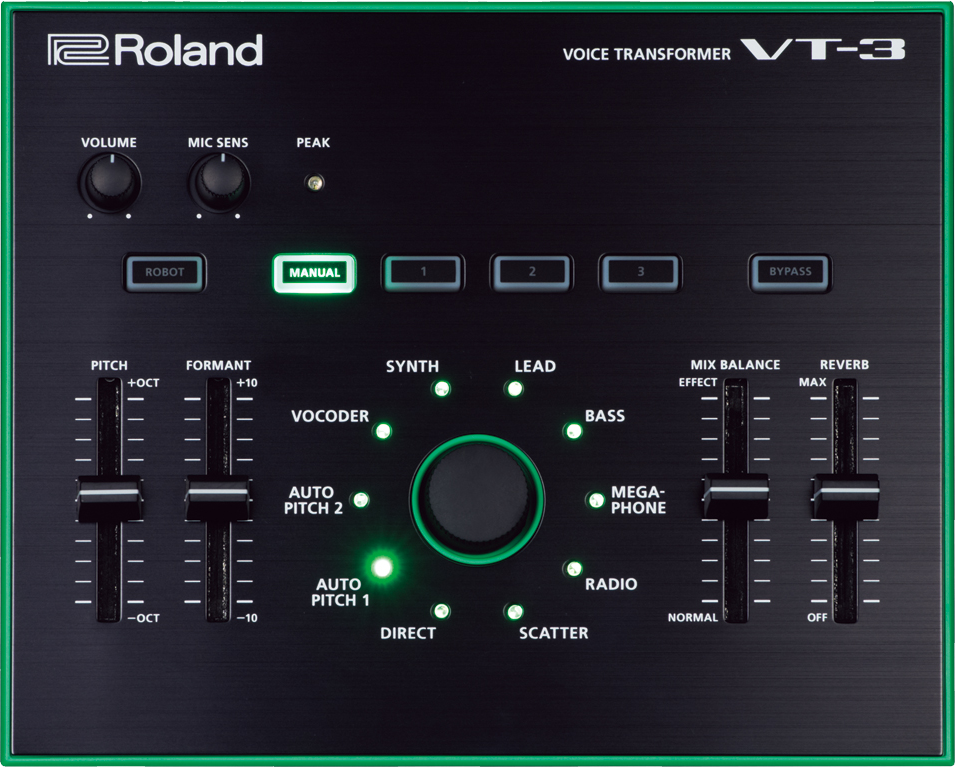 Roland
VOICE TRANSFORMER VT-3
VOLUME
MIC SENS
PEAK
ROBOT
MANUAL
1
2
3
BYPASS
PITCH
+OCT
−OCT
FORMANT
+10
−10
SYNTH
LEAD
VOCODER
BASS
AUTO
PITCH 2
MEGA-
PHONE
AUTO
PITCH 1
RADIO
DIRECT
SCATTER
MIX BALANCE
EFFECT
NORMAL
REVERB
MAX
OFF